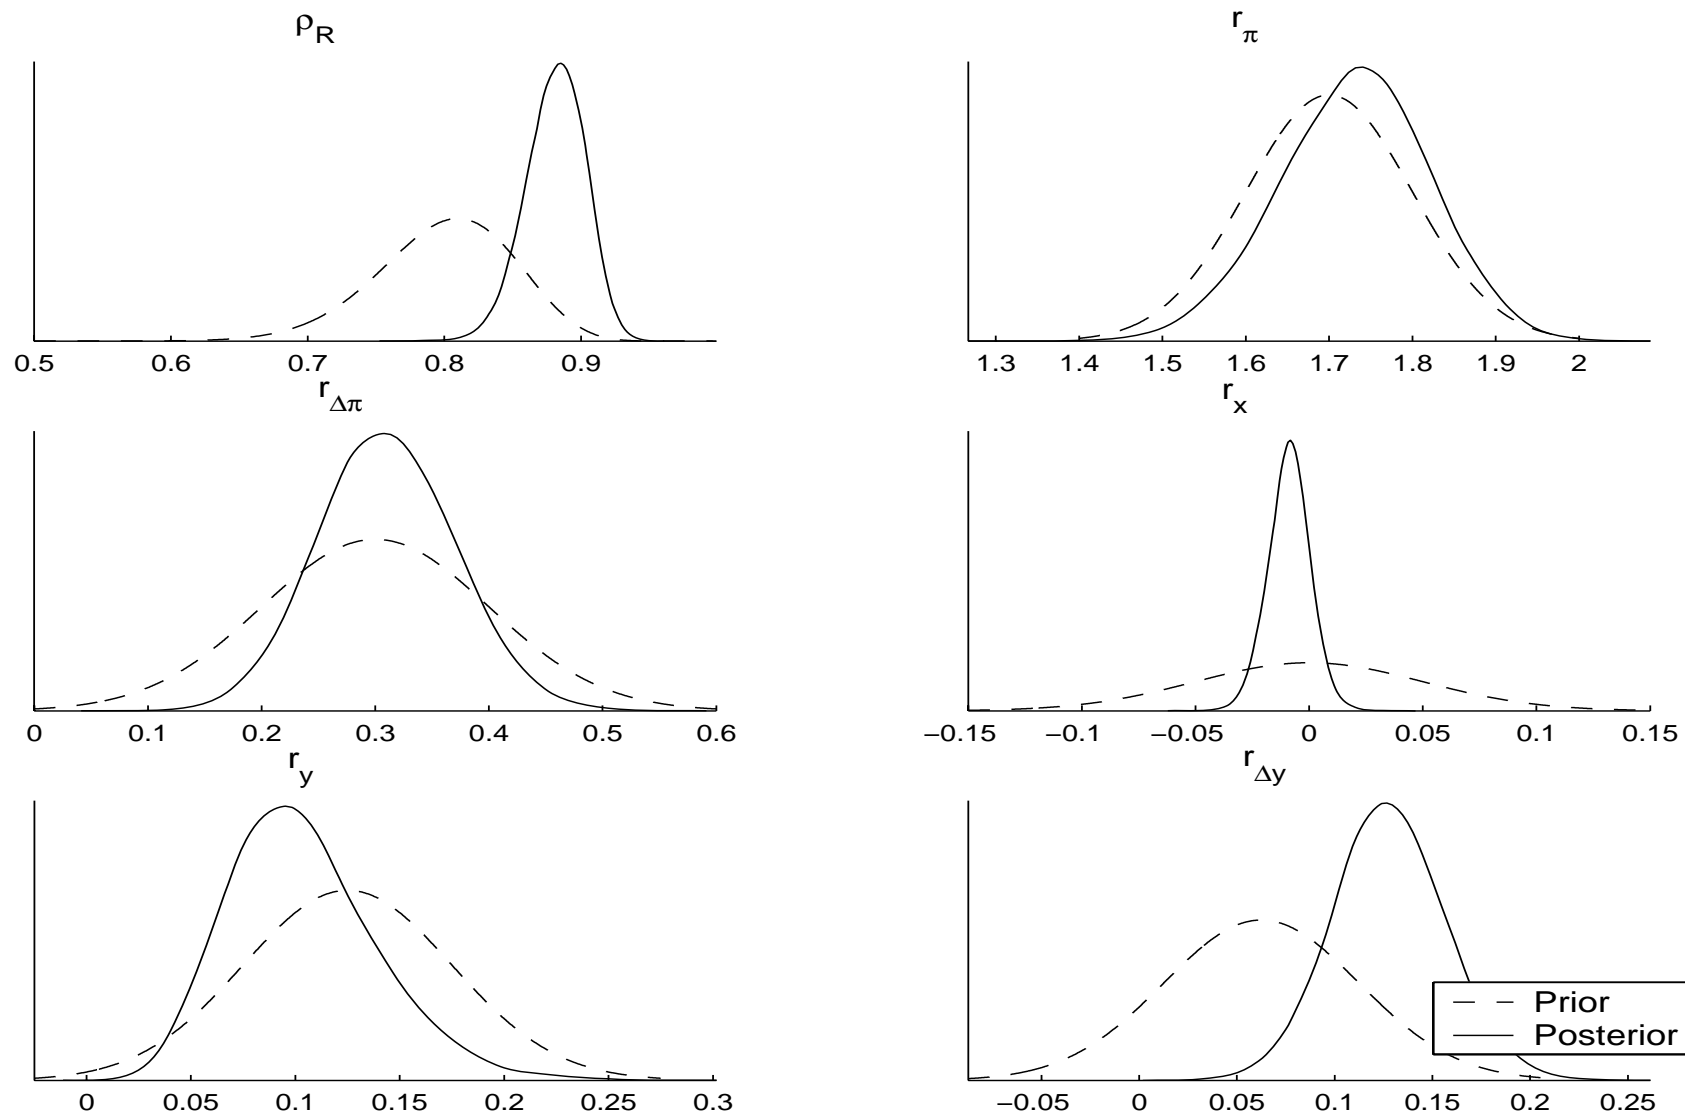 ρR
rπ
0.5 0.6 0.7 0.8 0.9
1.3 1.4 1.5 1.6 1.7 1.8 1.9 2
rΔπ
rx
0 0.1 0.2 0.3 0.4 0.5 0.6
−0.15 −0.1 −0.05 0 0.05 0.1 0.15
ry
rΔy
Prior
Posterior
0 0.05 0.1 0.15 0.2 0.25 0.3
−0.05 0 0.05 0.1 0.15 0.2 0.25